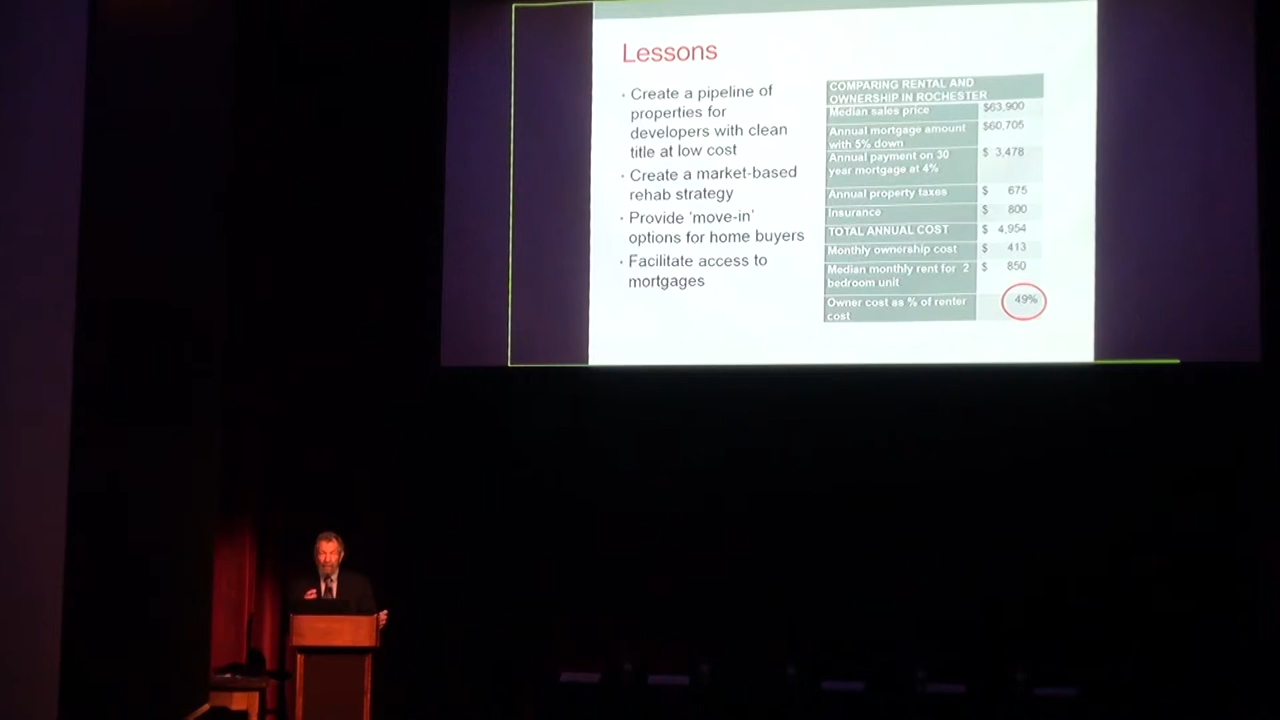 Lessons
· Create a pipeline of
properties for
developers with clean
title at low cost
· Create a market-based
rehab strategy
· Provide 'move-in'
options for home buyers
· Facilitate access to
mortgages
COMPARING RENTAL AND
OWNERSHIP IN ROCHESTER
Median sales price $63,900
Annual mortgage amount $60,705
with 5% down
Annual payment on 30 $ 3,478
year mortgage at 4%
Annual property taxes $ 675
Insurance $ 800
TOTAL ANNUAL COST $ 4,954
Monthly ownership cost $ 413
Median monthly rent for 2 $ 850
bedroom unit
Owner cost as % of renter 49%
cost